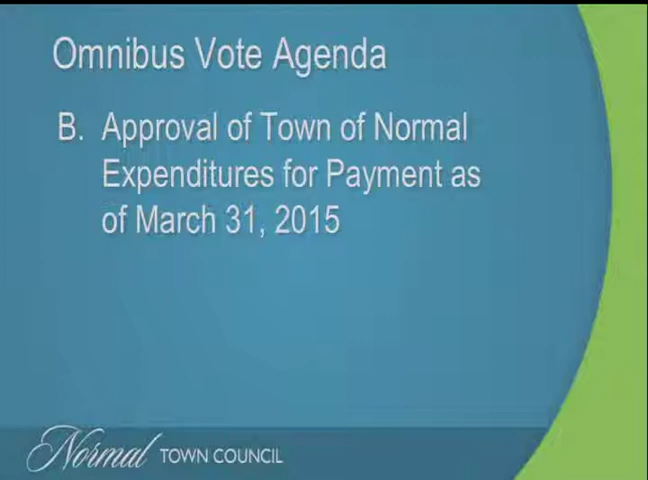 Omnibus Vote Agenda
B. Approval of Town of Normal
Expenditures for Payment as
of March 31, 2015
Normal TOWN COUNCIL